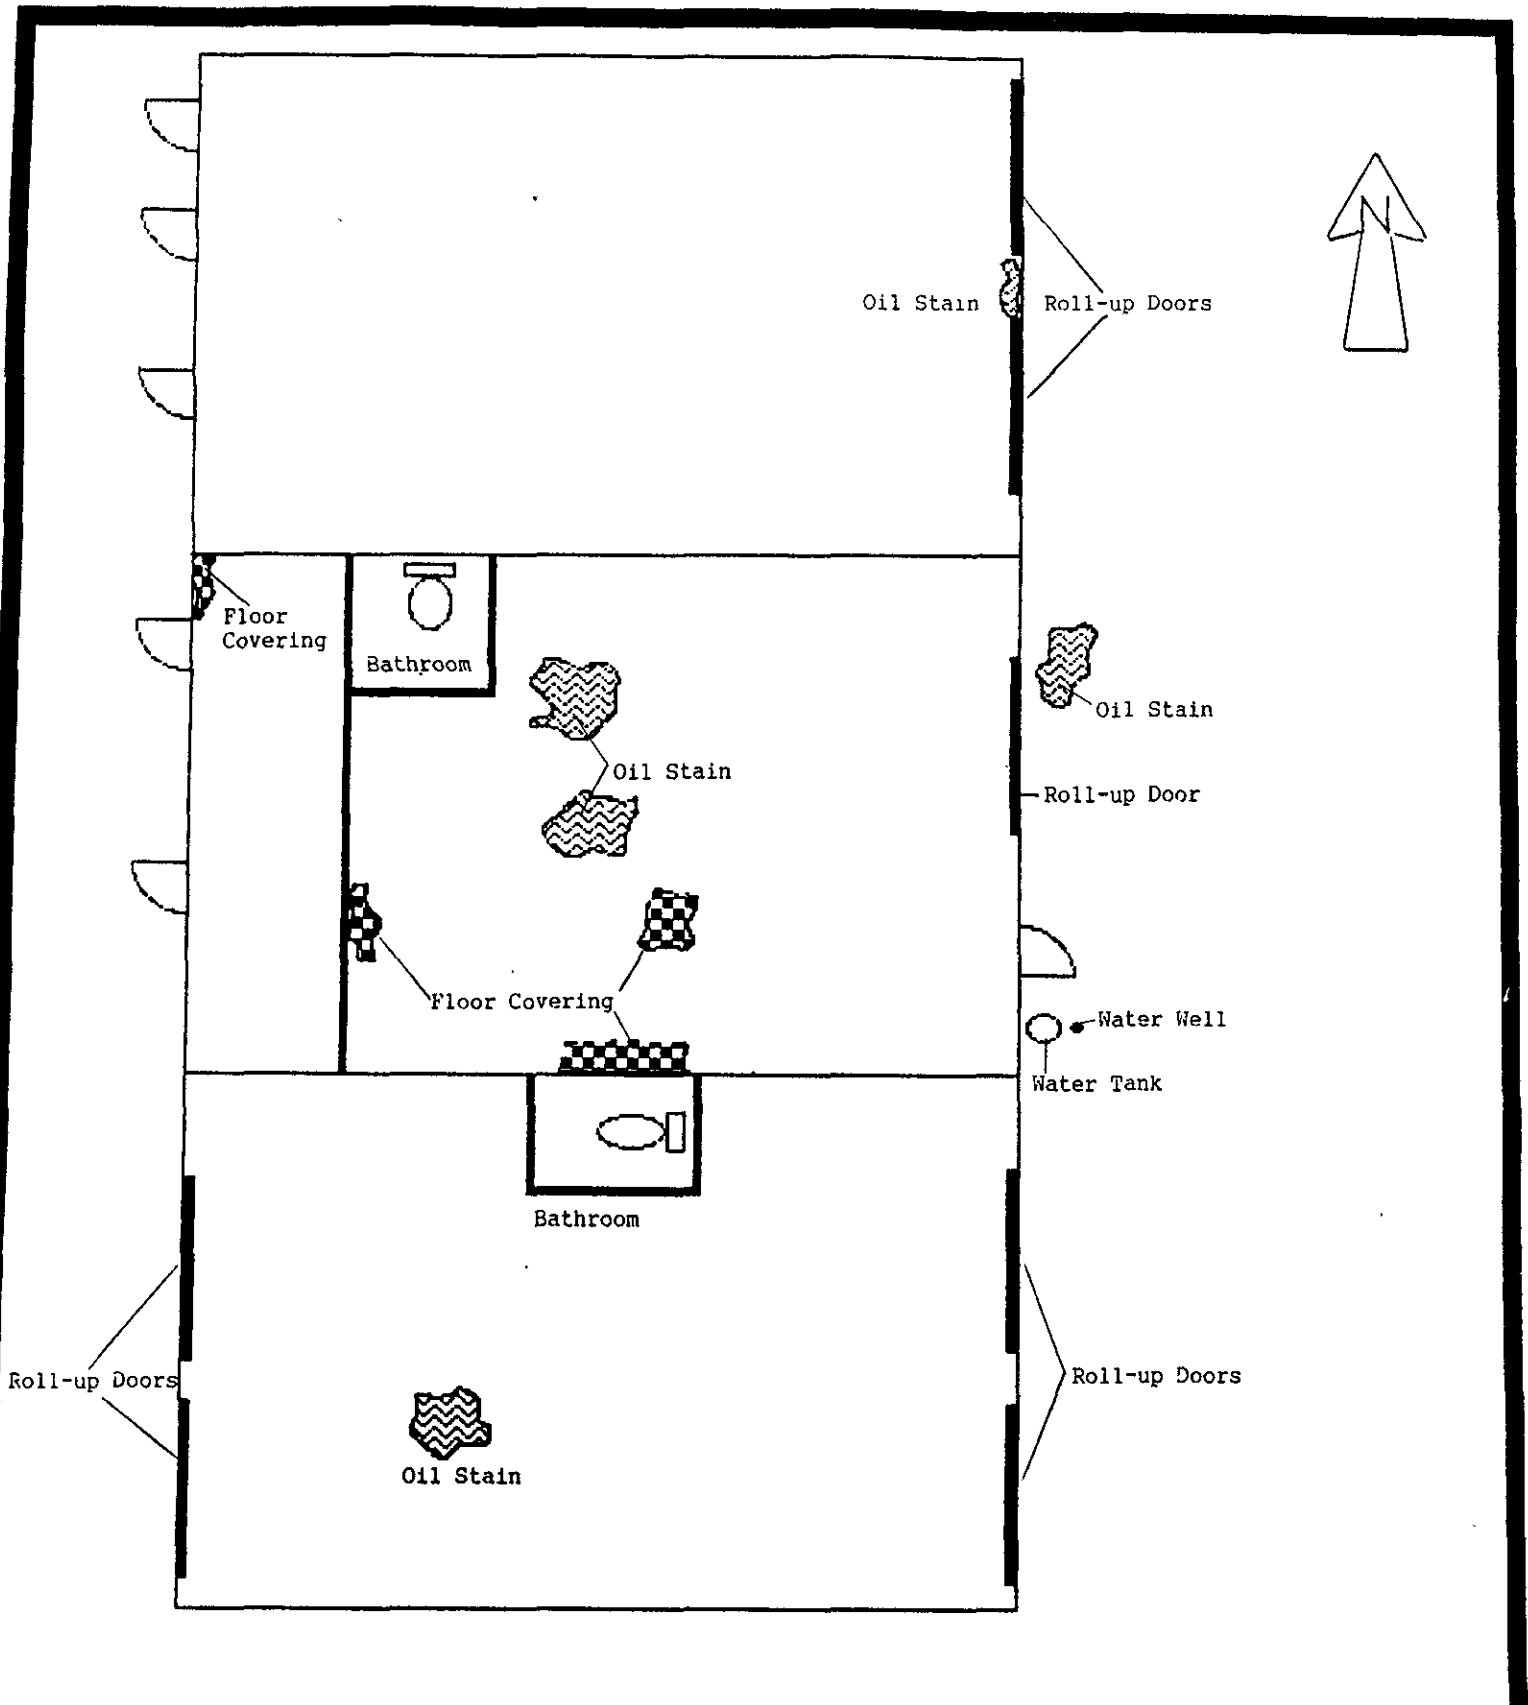 N
Oil Stain
Roll-up Doors
Floor
Covering
Bathroom
Oil Stain
Oil Stain
Roll-up Door
Floor Covering
Water Well
Water Tank
Bathroom
Roll-up Doors
Roll-up Doors
Oil Stain